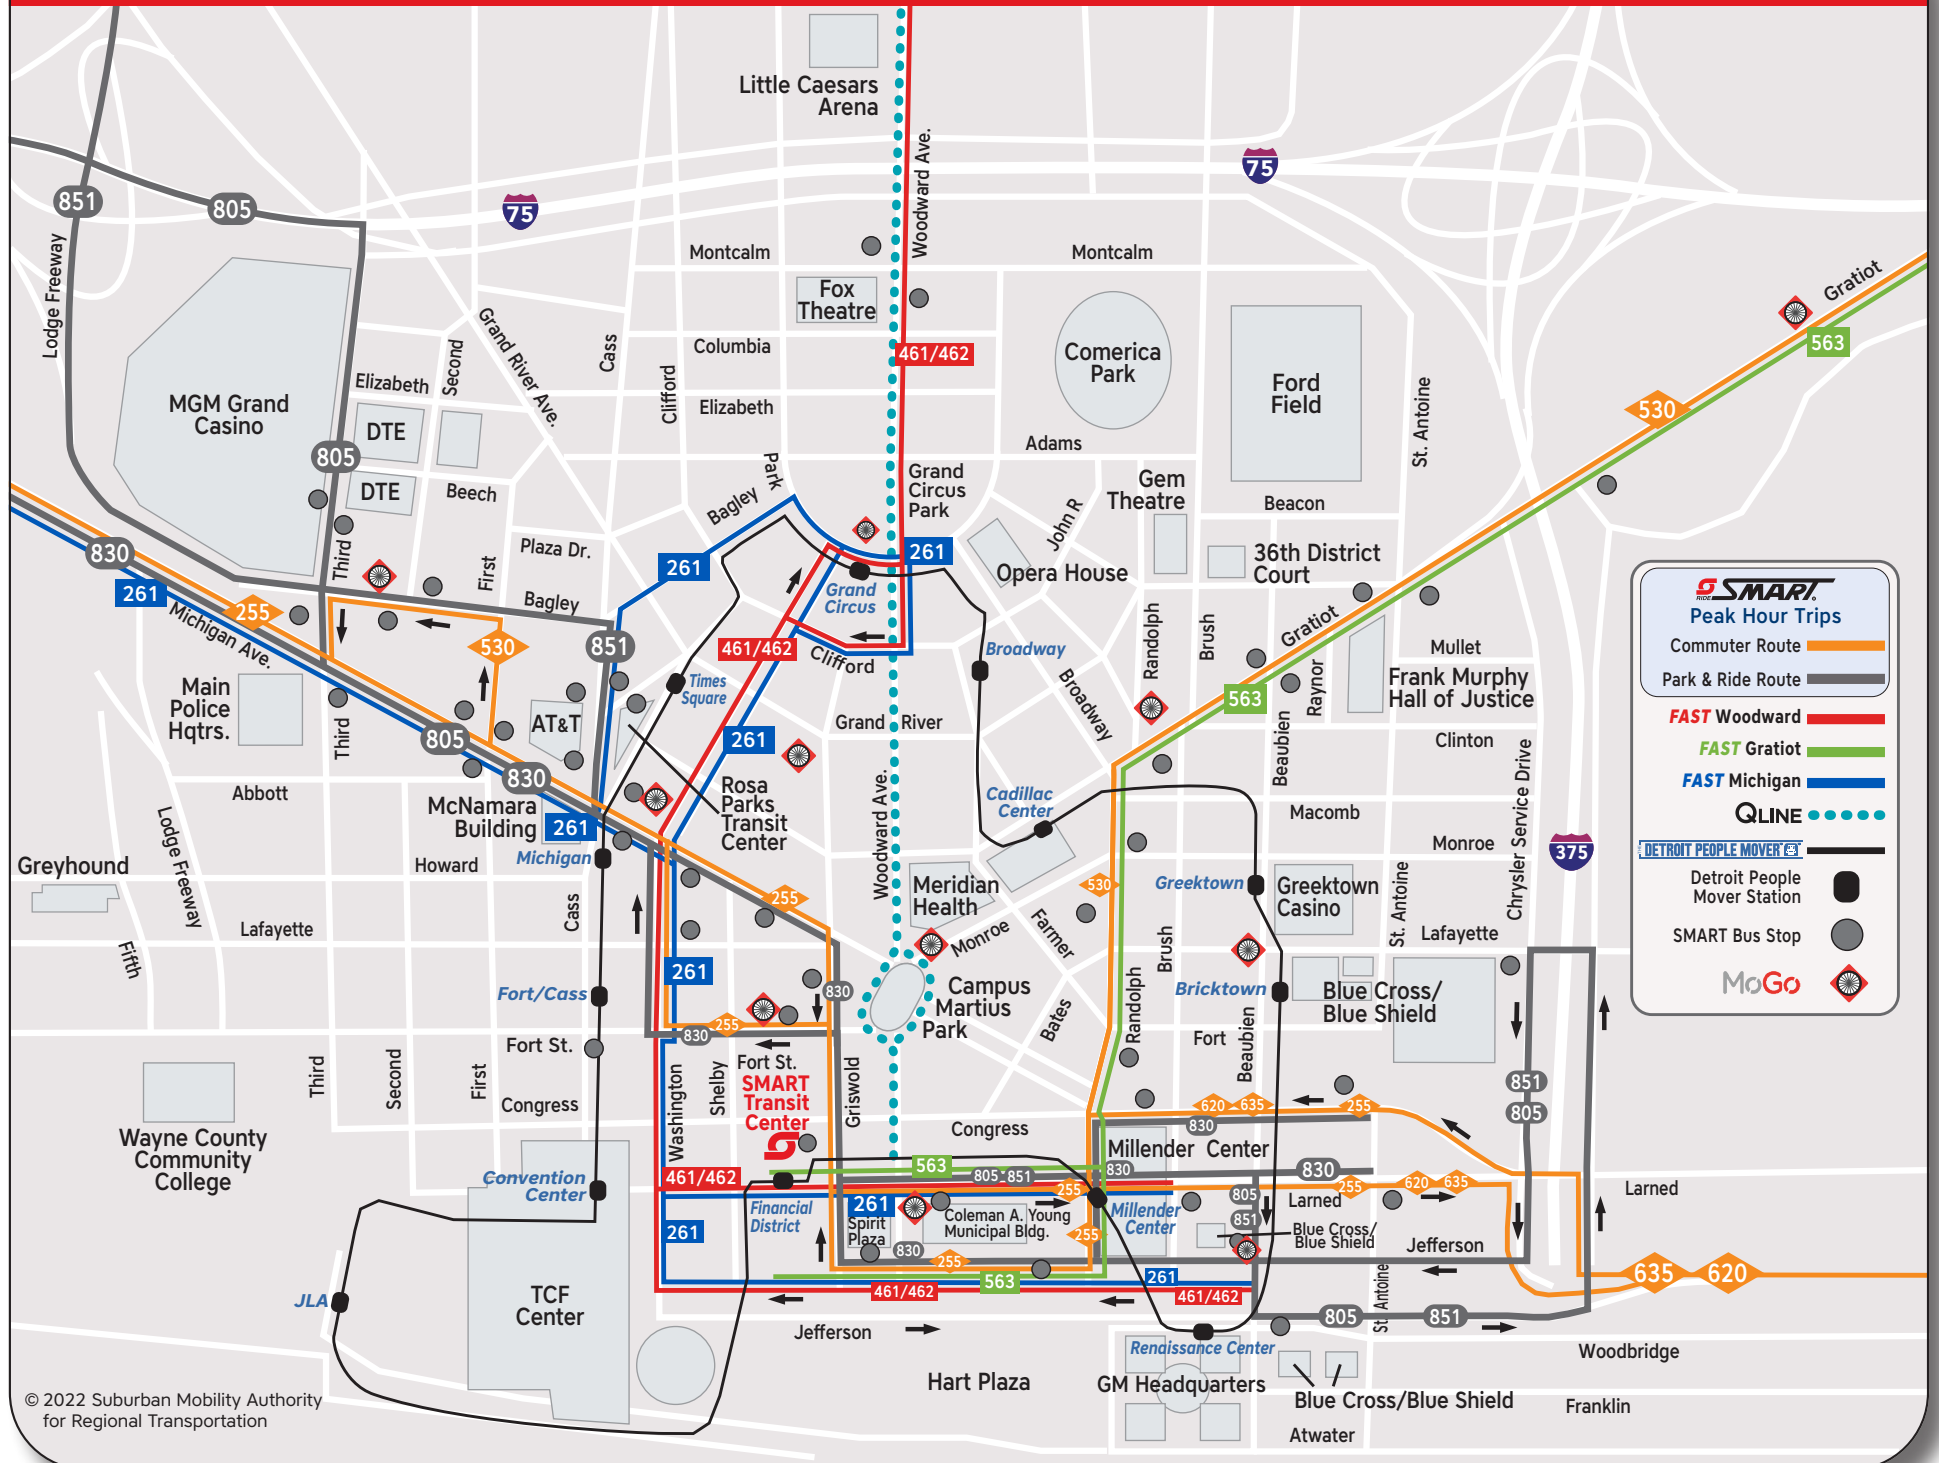 Little Caesars
Arena
Woodward Ave.
75
75
851
805
Lodge Freeway
Montcalm
Montcalm
Gratiot
563
Fox
Theatre
Grand River Ave.
Cass
Columbia
461/462
Comerica
Park
Ford
Field
Second
Elizabeth
Clifford
Elizabeth
St. Antoine
530
MGM Grand
Casino
DTE
805
DTE
Beech
Adams
Park
Bagley
Grand
Circus
Park
Gem
Theatre
Beacon
John R
830
261
Third
First
Plaza Dr.
261
261
Opera House
36th District
Court
Grand
Circus
255
Michigan Ave.
Bagley
530
851
461/462
Clifford
Broadway
Broadway
Randolph
Brush
Gratiot
Mullet
Raynor
Frank Murphy
Hall of Justice
563
Main
Police
Hqtrs.
Times
Square
AT&T
Third
805
830
261
Grand River
Beaubien
Clinton
Chrysler Service Drive
Abbott
Rosa
Parks
Transit
Center
Woodward Ave.
Cadillac
Center
Macomb
Monroe
375
McNamara
Building
261
Michigan
Howard
Greyhound
Lodge Freeway
Cass
255
Meridian
Health
Monroe
Farmer
530
Greektown
Greektown
Casino
St. Antoine
Lafayette
Lafayette
Fifth
261
Fort/Cass
830
Campus
Martius
Park
Brush
Bricktown
Blue Cross/
Blue Shield
255
830
Fort St.
Fort St.
Bates
Randolph
Fort
Beaubien
Third
Second
First
Washington
Shelby
Griswold
SMART
Transit
Center
Congress
Congress
620
635
255
830
851
805
Wayne County
Community
College
Convention
Center
461/462
563
805
851
Millender Center
830
830
255
805
851
Larned
255
620
635
Larned
261
261
Financial
District
Spirit
Plaza
Coleman A. Young
Municipal Bldg.
Millender
Center
255
Blue Cross/
Blue Shield
Jefferson
830
255
563
261
461/462
461/462
635
620
JLA
TCF
Center
St. Antoine
805
851
Jefferson
Renaissance Center
Woodbridge
Hart Plaza
GM Headquarters
Blue Cross/Blue Shield
Franklin
Atwater
© 2022 Suburban Mobility Authority
for Regional Transportation
RIDE SMART
Peak Hour Trips
Commuter Route
Park & Ride Route
FAST Woodward
FAST Gratiot
FAST Michigan
QLINE
DETROIT PEOPLE MOVER
Detroit People
Mover Station
SMART Bus Stop
MoGo